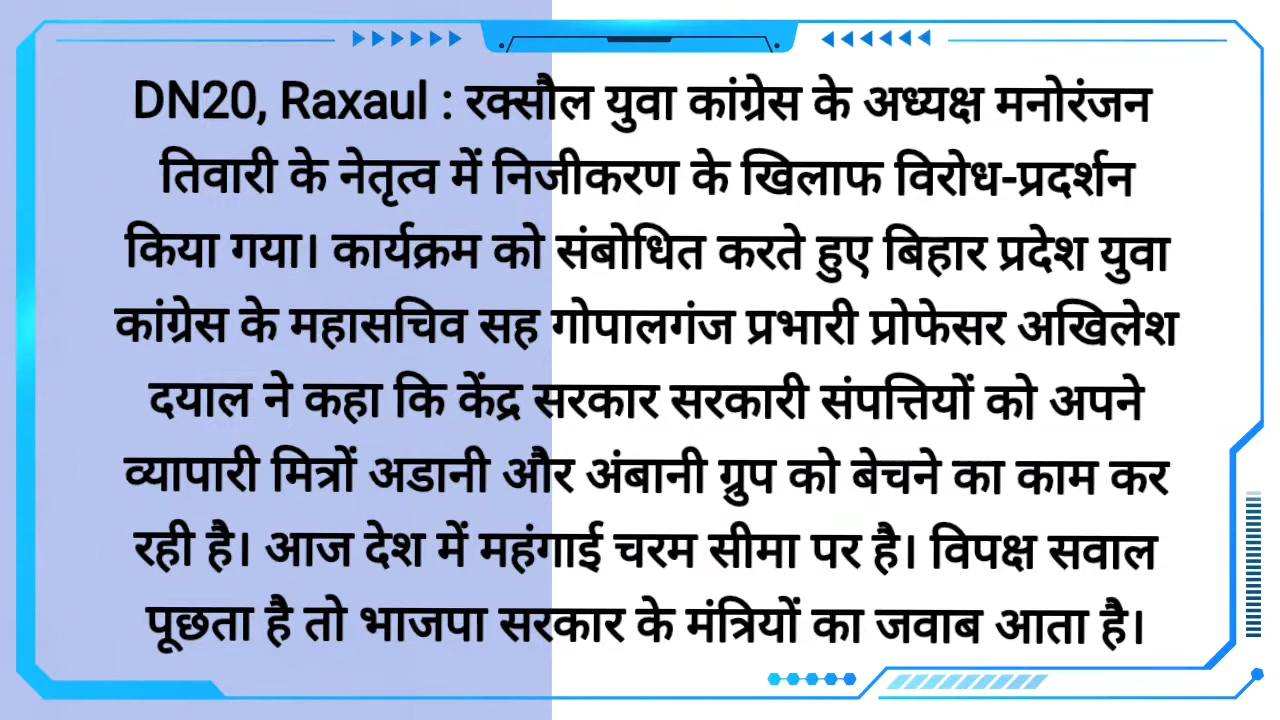 DN20, Raxaul : रक्सौल युवा कांग्रेस के अध्यक्ष मनोरंजन
तिवारी के नेतृत्व में निजीकरण के खिलाफ विरोध-प्रदर्शन
किया गया। कार्यक्रम को संबोधित करते हुए बिहार प्रदेश युवा
कांग्रेस के महासचिव सह गोपालगंज प्रभारी प्रोफेसर अखिलेश
दयाल ने कहा कि केंद्र सरकार सरकारी संपत्तियों को अपने
व्यापारी मित्रों अडानी और अंबानी ग्रुप को बेचने का काम कर
रही है। आज देश में महंगाई चरम सीमा पर है। विपक्ष सवाल
पूछता है तो भाजपा सरकार के मंत्रियों का जवाब आता है।